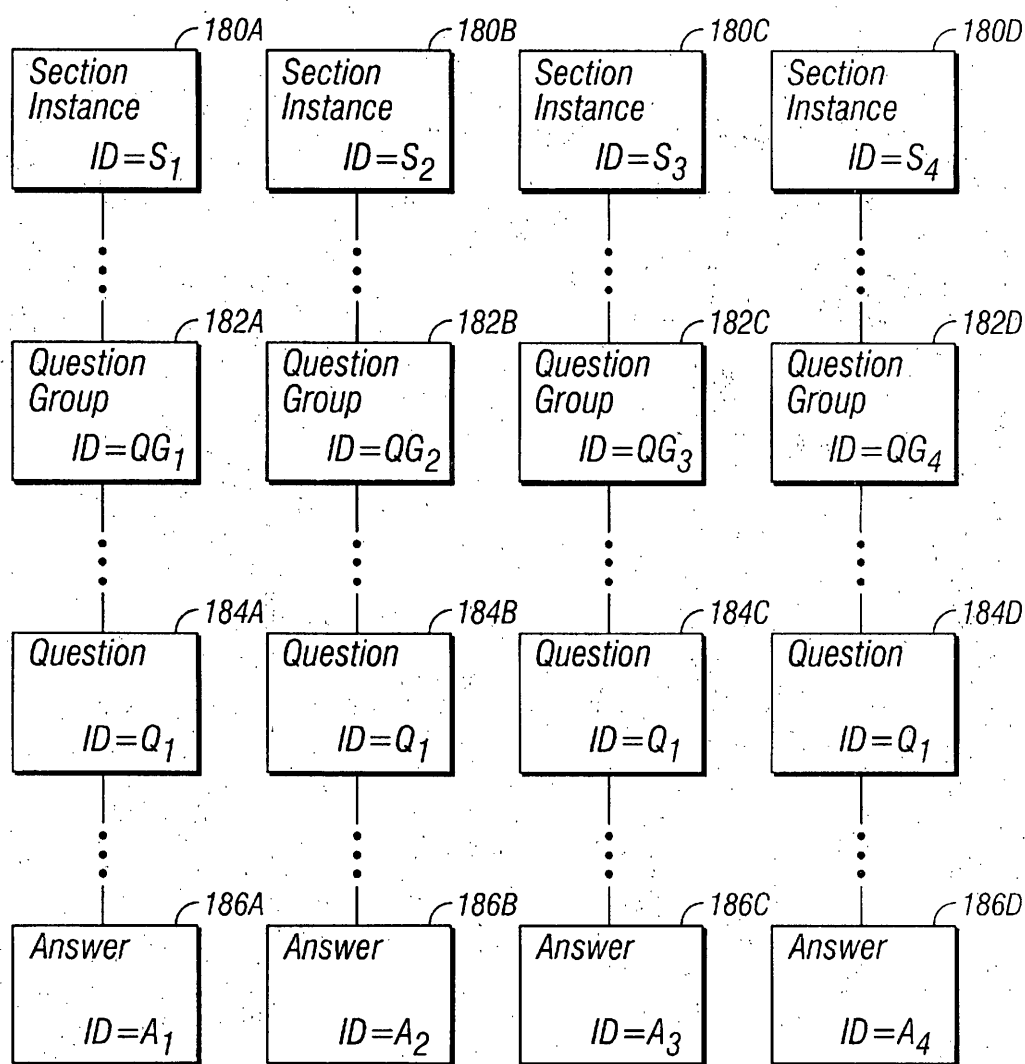 180A 180B 180C 180D
Section Section Section Section
Instance Instance Instance Instance
ID=S1 ID=S2 ID=S3 ID=S4
182A 182B 182C 182D
Question Question Question Question
Group Group Group Group
ID=QG1 ID=QG2 ID=QG3 ID=QG4
184A 184B 184C 184D
Question Question Question Question
ID=Q1 ID=Q1 ID=Q1 ID=Q1
186A 186B 186C 186D
Answer Answer Answer Answer
ID=A1 ID=A2 ID=A3 ID=A4